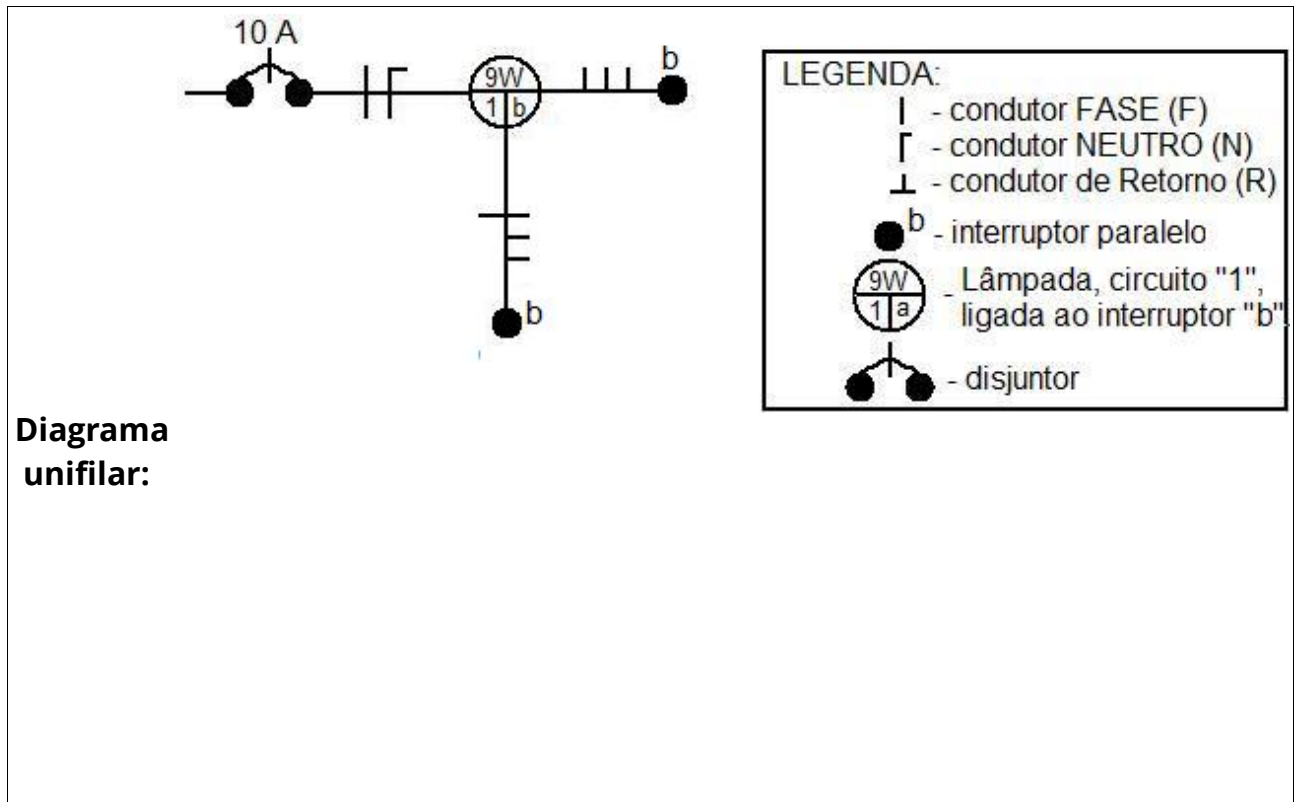 10 A
9W
1 b
b
b
LEGENDA:
- condutor FASE (F)
- condutor NEUTRO (N)
- condutor de Retorno (R)
b - interruptor paralelo
9W
1 a
- Lâmpada, circuito "1",
ligada ao interruptor "b".
- disjuntor
Diagrama
unifilar: